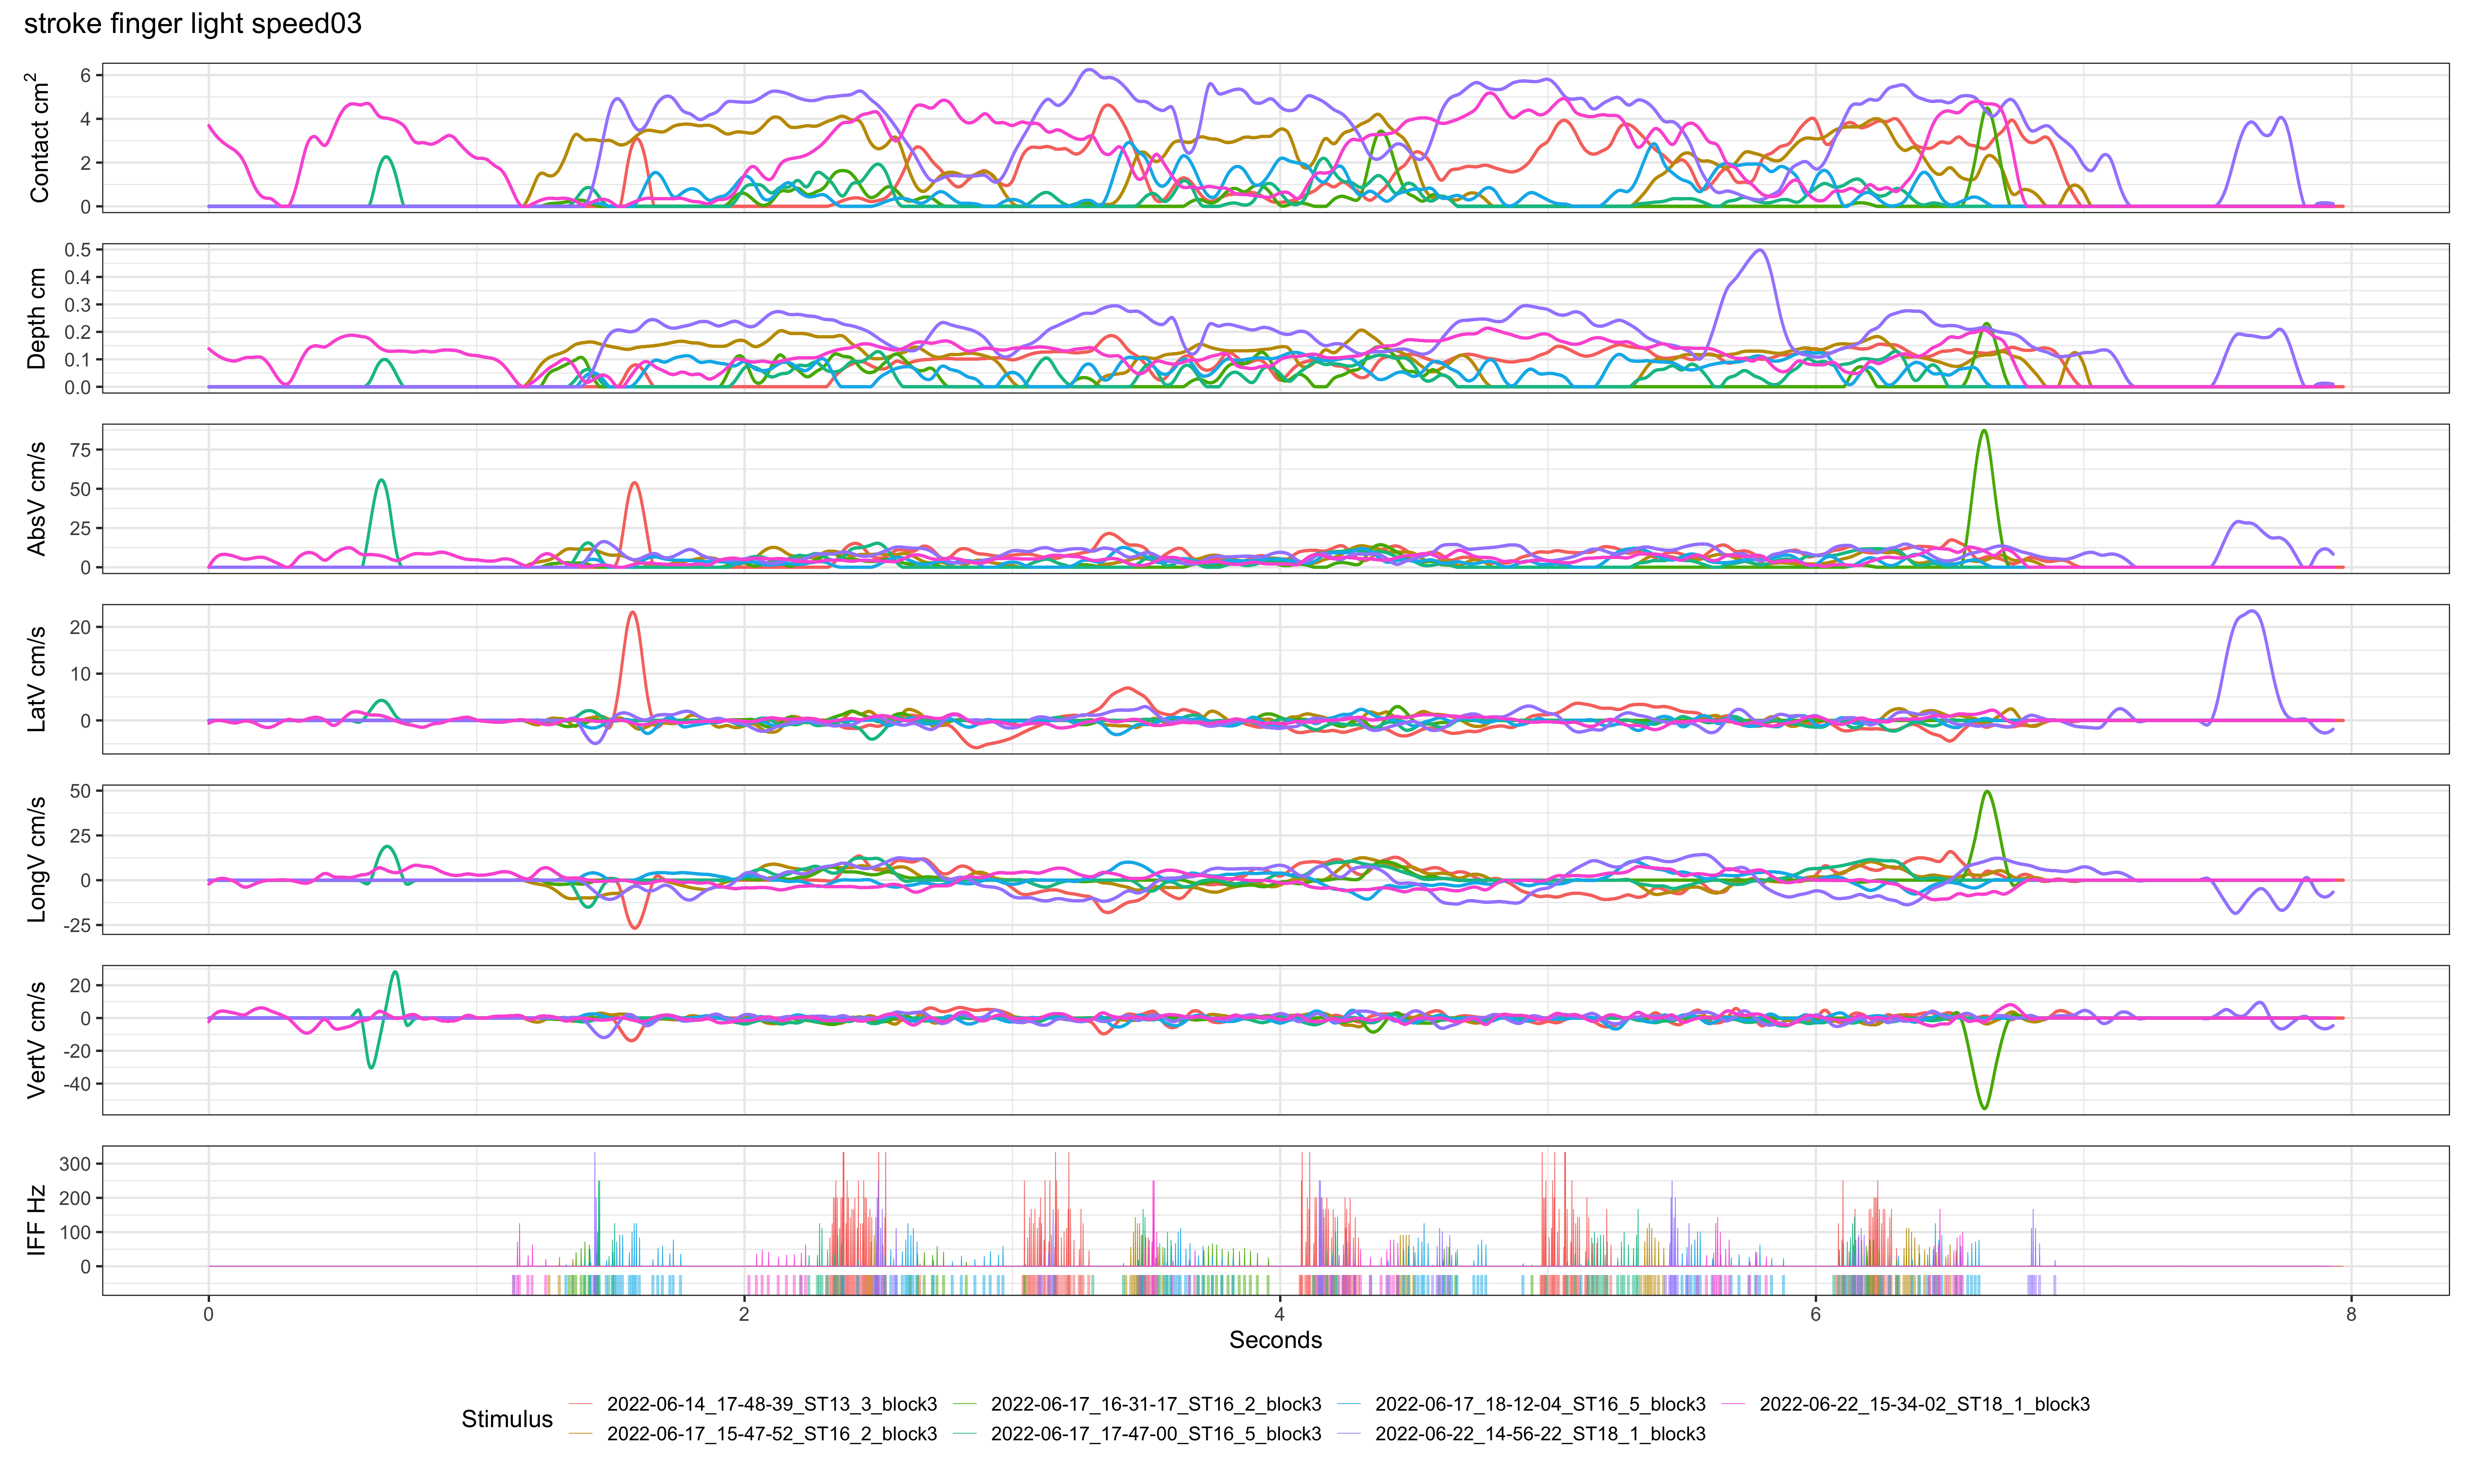 stroke finger light speed03
Contact cm²
6
4
2
0
Depth cm
0.5
0.4
0.3
0.2
0.1
0.0
AbsV cm/s
75
50
25
0
LatV cm/s
20
10
0
LongV cm/s
50
25
0
-25
VertV cm/s
20
0
-20
-40
IFF Hz
300
200
100
0
0 2 4 6 8
Seconds
Stimulus
2022-06-14_17-48-39_ST13_3_block3 2022-06-17_16-31-17_ST16_2_block3 2022-06-17_18-12-04_ST16_5_block3 2022-06-22_15-34-02_ST18_1_block3
2022-06-17_15-47-52_ST16_2_block3 2022-06-17_17-47-00_ST16_5_block3 2022-06-22_14-56-22_ST18_1_block3